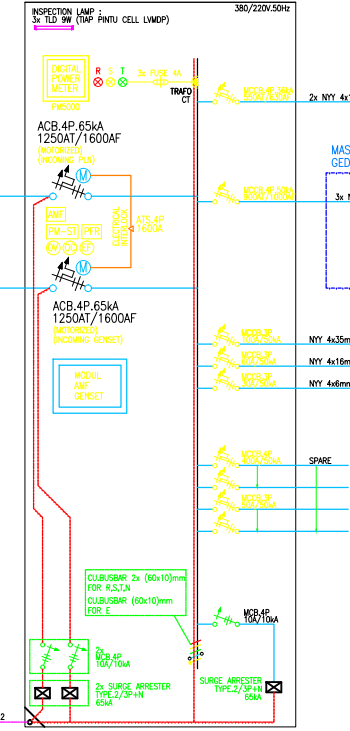 INSPECTION LAMP :
3x TLD 9W (TIAP PINTU CELL LVMDP)
380/220V.50Hz
DIGITAL
POWER
METER
PM5000
R S T
3x FUSE 4A
TRAFO
CT
2x NYY 4x1
ACB.4P.65kA
1250AT/1600AF
(MOTORIZED)
(INCOMING PLN)
M
MAS
GED
3x N
AMF
PM-ST
PFR
ELECTRICAL
INTERLOCK
ATS.4P
1600A
M
ACB.4P.65kA
1250AT/1600AF
(MOTORIZED)
(INCOMING GENSET)
NYY 4x35m
NYY 4x16m
NYY 4x6mm
MODUL
AMF
GENSET
SPARE
CU.BUSBAR 2x (60x10)mm
FOR R,S,T,N
CU.BUSBAR (60x10)mm
FOR E
MCB.4P
10A/10kA
2x
MCB.4P
10A/10kA
2x SURGE ARRESTER
TYPE.2/3P+N
65kA
SURGE ARRESTER
TYPE.2/3P+N
65kA
2